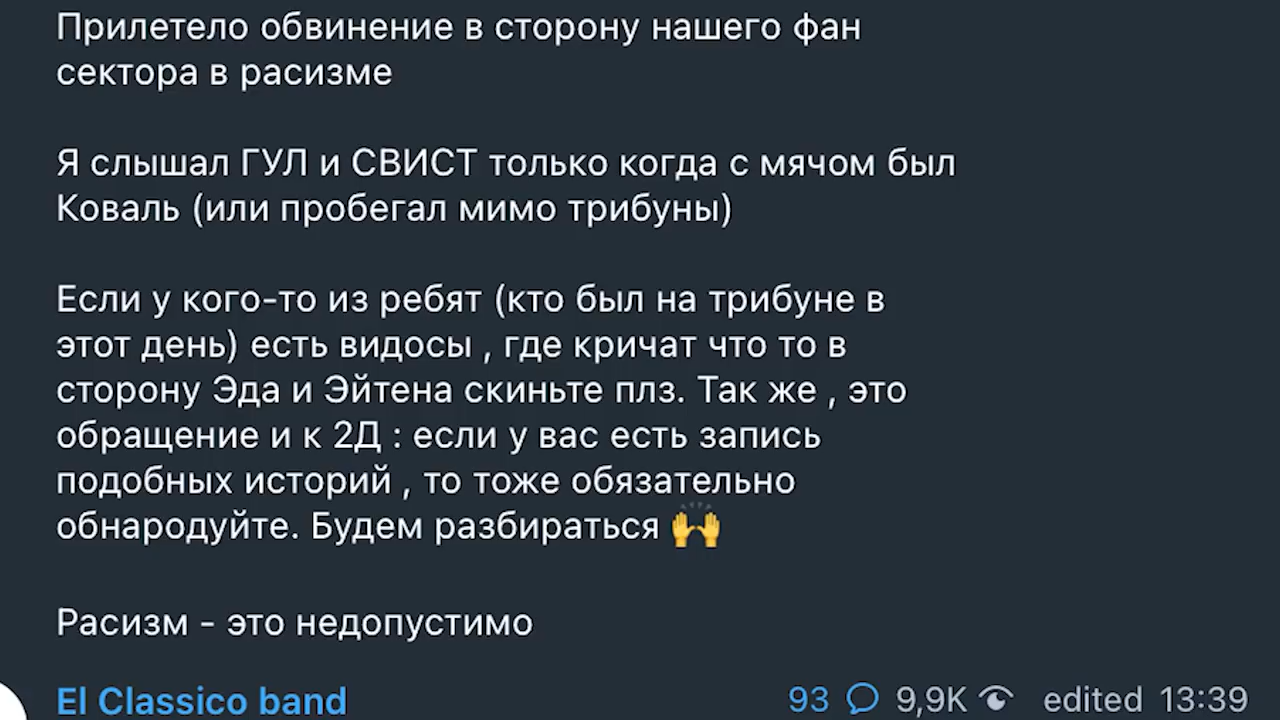 Прилетело обвинение в сторону нашего фан
сектора в расизме
Я слышал ГУЛ и СВИСТ только когда с мячом был
Коваль (или пробегал мимо трибуны)
Если у кого-то из ребят (кто был на трибуне в
этот день) есть видосы , где кричат что то в
сторону Эда и Эйтена скиньте плз. Так же , это
обращение и к 2Д : если у вас есть запись
подобных историй , то тоже обязательно
обнародуйте. Будем разбираться 🙌
Расизм - это недопустимо
El Classico band 93 9,9K edited 13:39